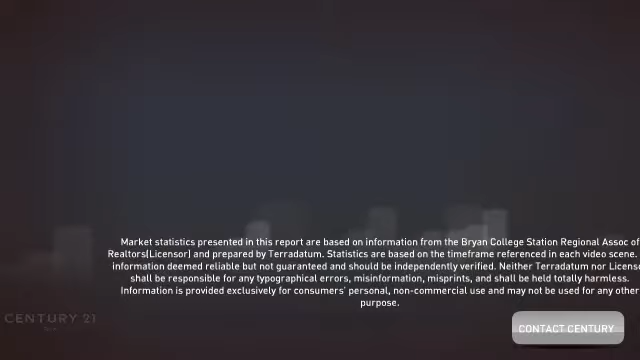 Market statistics presented in this report are based on information from the Bryan College Station Regional Assoc of
Realtors(Licensor) and prepared by Terradatum. Statistics are based on the timeframe referenced in each video scene.
information deemed reliable but not guaranteed and should be independently verified. Neither Terradatum nor Licenso
shall be responsible for any typographical errors, misinformation, misprints, and shall be held totally harmless.
Information is provided exclusively for consumers' personal, non-commercial use and may not be used for any other
purpose.
CENTURY 21
CONTACT CENTURY